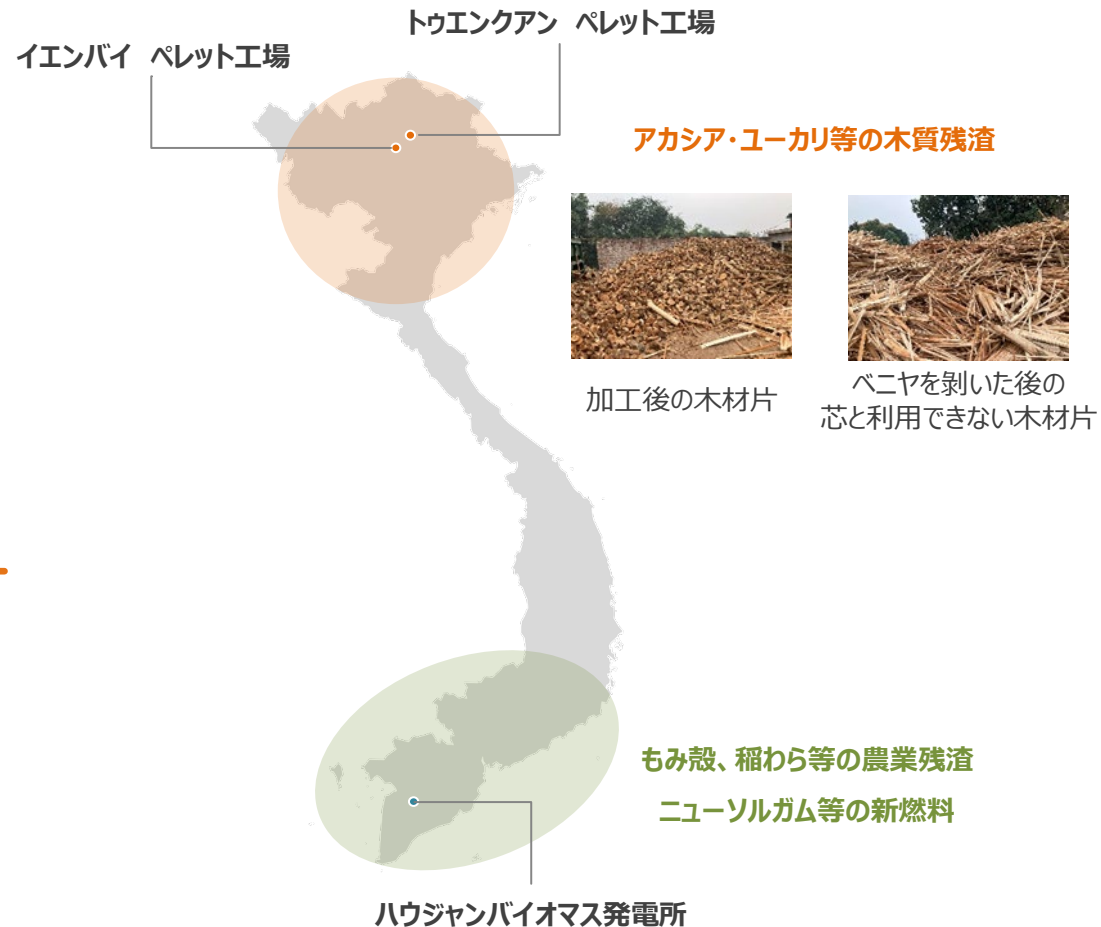 トゥエンクアン ペレット工場
イエンバイ ペレット工場
アカシア・ユーカリ等の木質残渣
加工後の木材片
ベニヤを剥いた後の
芯と利用できない木材片
もみ殻、稲わら等の農業残渣
ニューソルガム等の新燃料
ハウジャンバイオマス発電所